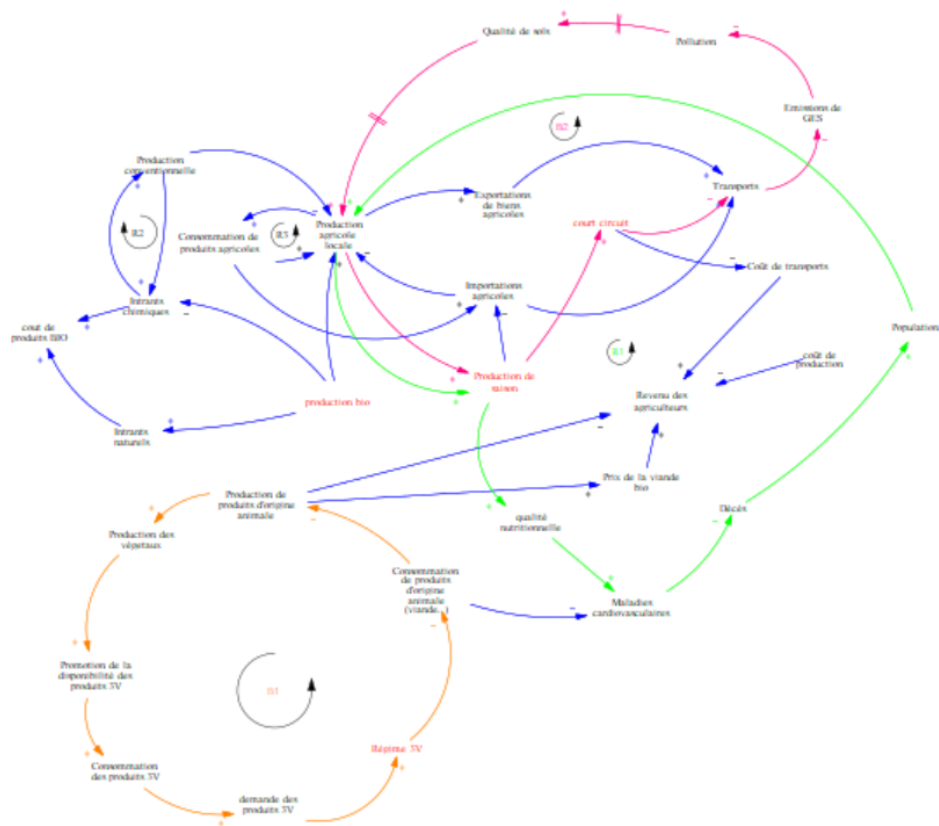 Qualité de sols
Pollution
Emissions de
GES
B2
Production
conventionnelle
Transports
Exportations
de biens
agricoles
court circuit
R2
Consommation de
produits agricoles
R3
Production
agricole
locale
Coût de transports
Importations
agricoles
Intrants
chimiques
cout de
produits BIO
Population
R1
coût de
production
Production de
saison
production bio
Revenu des
agriculteurs
Intrants
naturels
Prix de la viande
bio
Production de
produits d'origine
animale
Décés
qualité
nutritionnelle
Production des
végetaux
Consommation
de produits
d'origine
animale
(viande..)
Maladies
cardiovasculaires
Promotion de la
disponibilité des
produits 3V
B1
Régime 3V
Consommation
des produits 3V
demande des
produits 3V